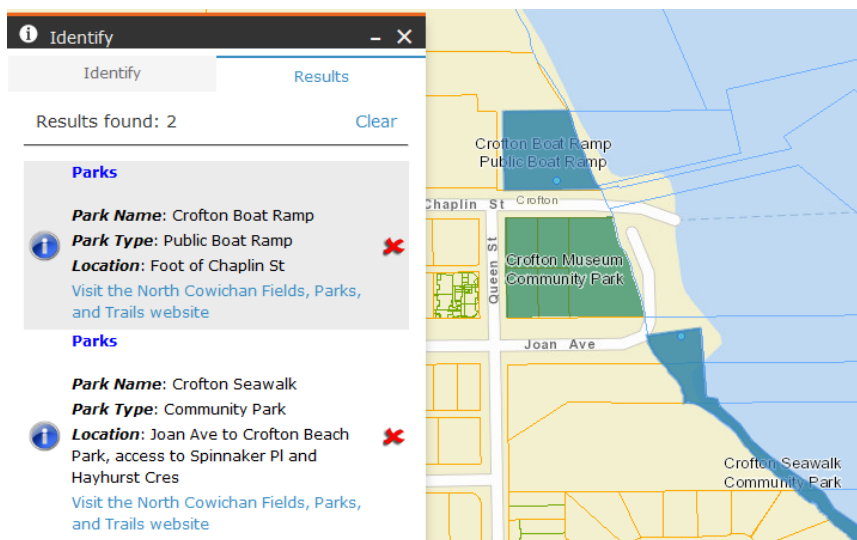 Identify
Identify
Results
Results found: 2
Clear
Parks
Park Name: Crofton Boat Ramp
Park Type: Public Boat Ramp
Location: Foot of Chaplin St
Visit the North Cowichan Fields, Parks,
and Trails website
Parks
Park Name: Crofton Seawalk
Park Type: Community Park
Location: Joan Ave to Crofton Beach
Park, access to Spinnaker Pl and
Hayhurst Cres
Visit the North Cowichan Fields, Parks,
and Trails website
Crofton Boat Ramp
Public Boat Ramp
Chaplin St
Crofton
Queen St
Crofton Museum
Community Park
Joan Ave
Crofton Seawalk
Community Park